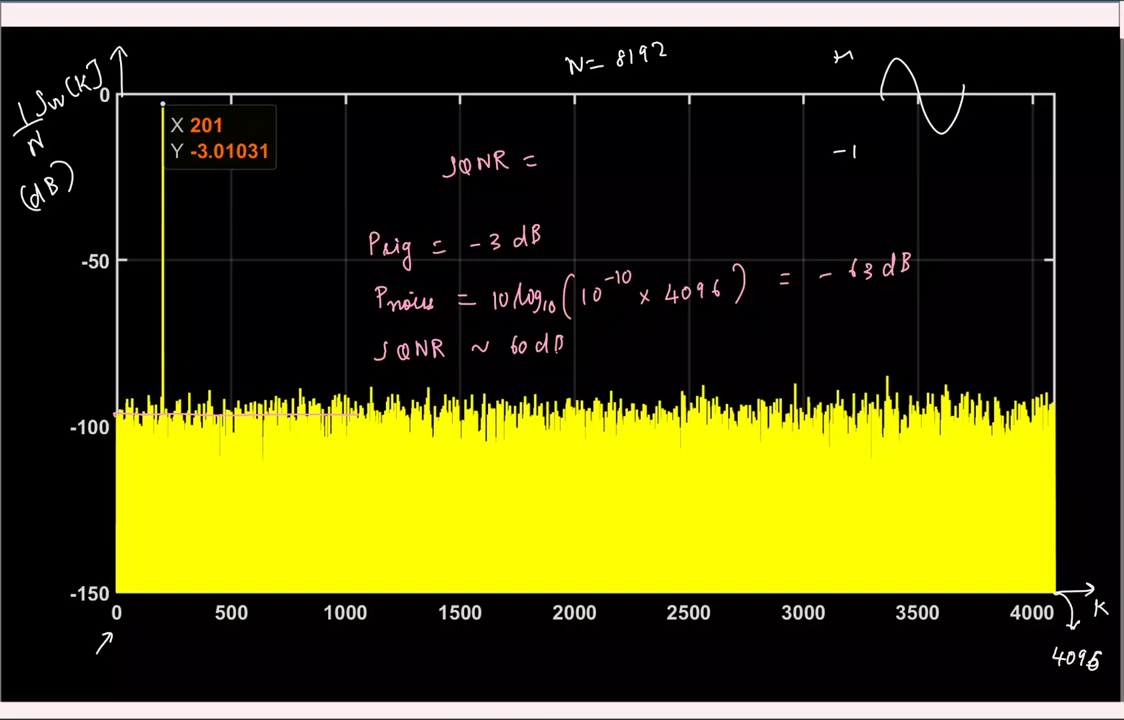 N = 8192
+1
-1
1/N Sw[K]
(dB)
0
X 201
Y -3.01031
SQNR =
Psig = -3 dB
-50
Pnoise = 10 log10 (10^-10 x 4096) = -63 dB
SQNR ~ 60 dB
-100
-150
0 500 1000 1500 2000 2500 3000 3500 4000
K
4095